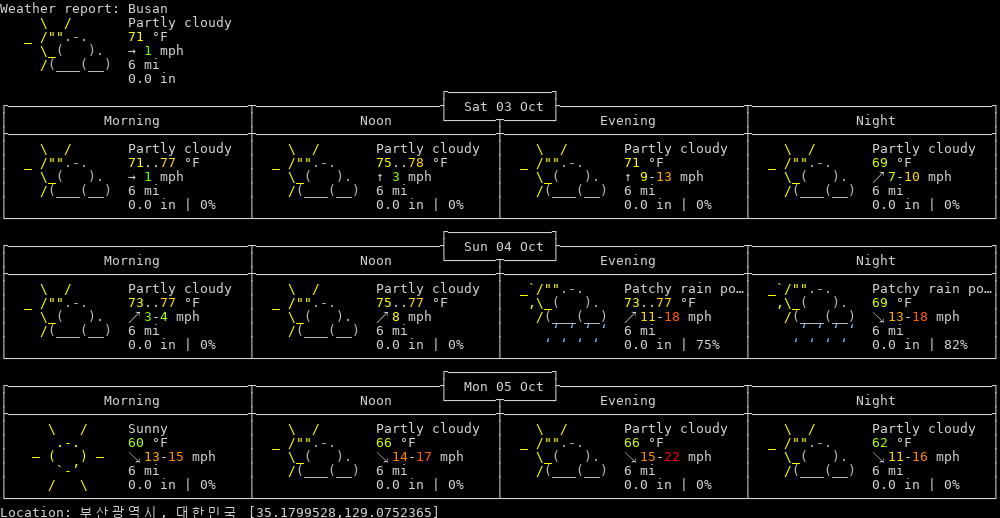 Weather report: Busan
Partly cloudy
71 °F
→ 1 mph
6 mi
0.0 in
Sat 03 Oct
Morning Noon Evening Night
Partly cloudy Partly cloudy Partly cloudy Partly cloudy
71..77 °F 75..78 °F 71 °F 69 °F
→ 1 mph ↑ 3 mph ↑ 9-13 mph ↗ 7-10 mph
6 mi 6 mi 6 mi 6 mi
0.0 in | 0% 0.0 in | 0% 0.0 in | 0% 0.0 in | 0%
Sun 04 Oct
Morning Noon Evening Night
Partly cloudy Partly cloudy Patchy rain po… Patchy rain po…
73..77 °F 75..77 °F 73..77 °F 69 °F
↗ 3-4 mph ↗ 8 mph ↗ 11-18 mph ↘ 13-18 mph
6 mi 6 mi 6 mi 6 mi
0.0 in | 0% 0.0 in | 0% 0.0 in | 75% 0.0 in | 82%
Mon 05 Oct
Morning Noon Evening Night
Sunny Partly cloudy Partly cloudy Partly cloudy
60 °F 66 °F 66 °F 62 °F
↘ 13-15 mph ↘ 14-17 mph ↘ 15-22 mph ↘ 11-16 mph
6 mi 6 mi 6 mi 6 mi
0.0 in | 0% 0.0 in | 0% 0.0 in | 0% 0.0 in | 0%
Location: 부산광역시, 대한민국 [35.1799528,129.0752365]